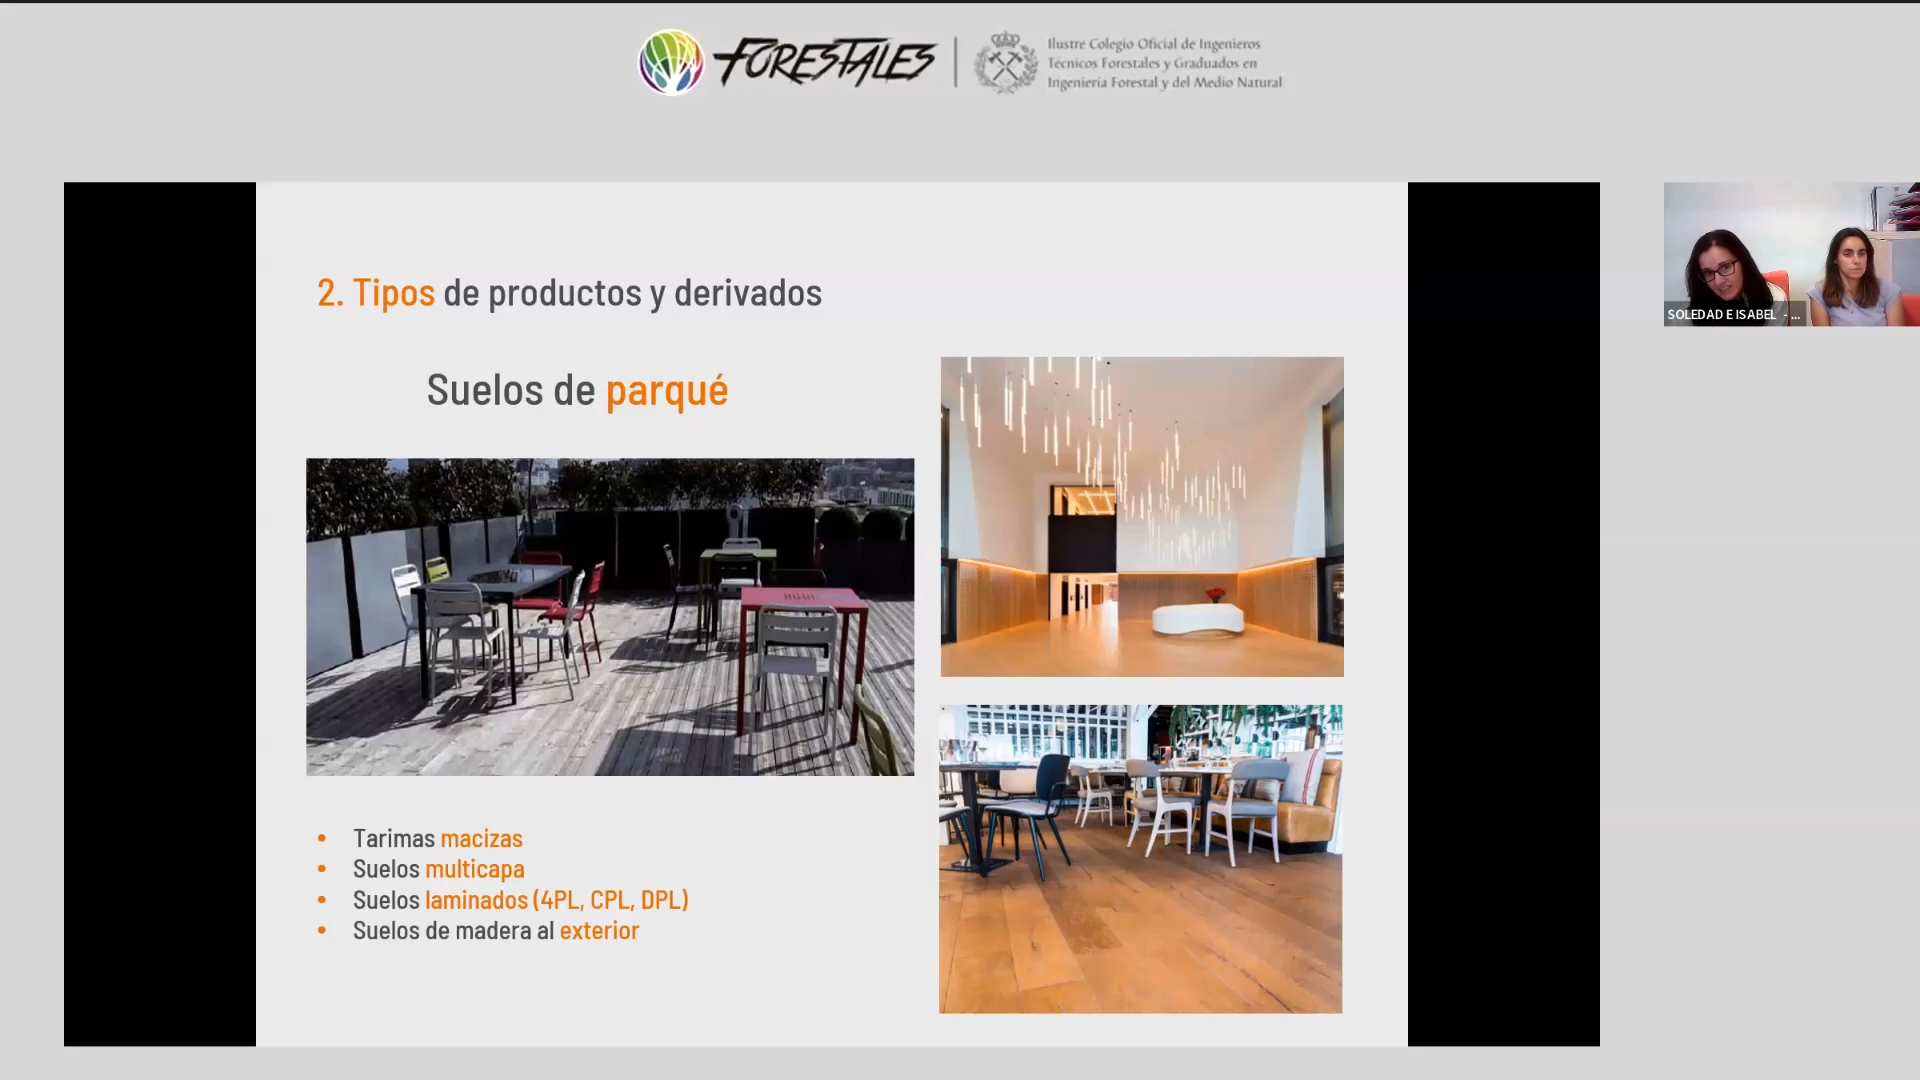 FORESTALES
Ilustre Colegio Oficial de Ingenieros
Técnicos Forestales y Graduados en
Ingeniería Forestal y del Medio Natural
2. Tipos de productos y derivados
Suelos de parqué
• Tarimas macizas
• Suelos multicapa
• Suelos laminados (4PL, CPL, DPL)
• Suelos de madera al exterior
SOLEDAD E ISABEL - ...